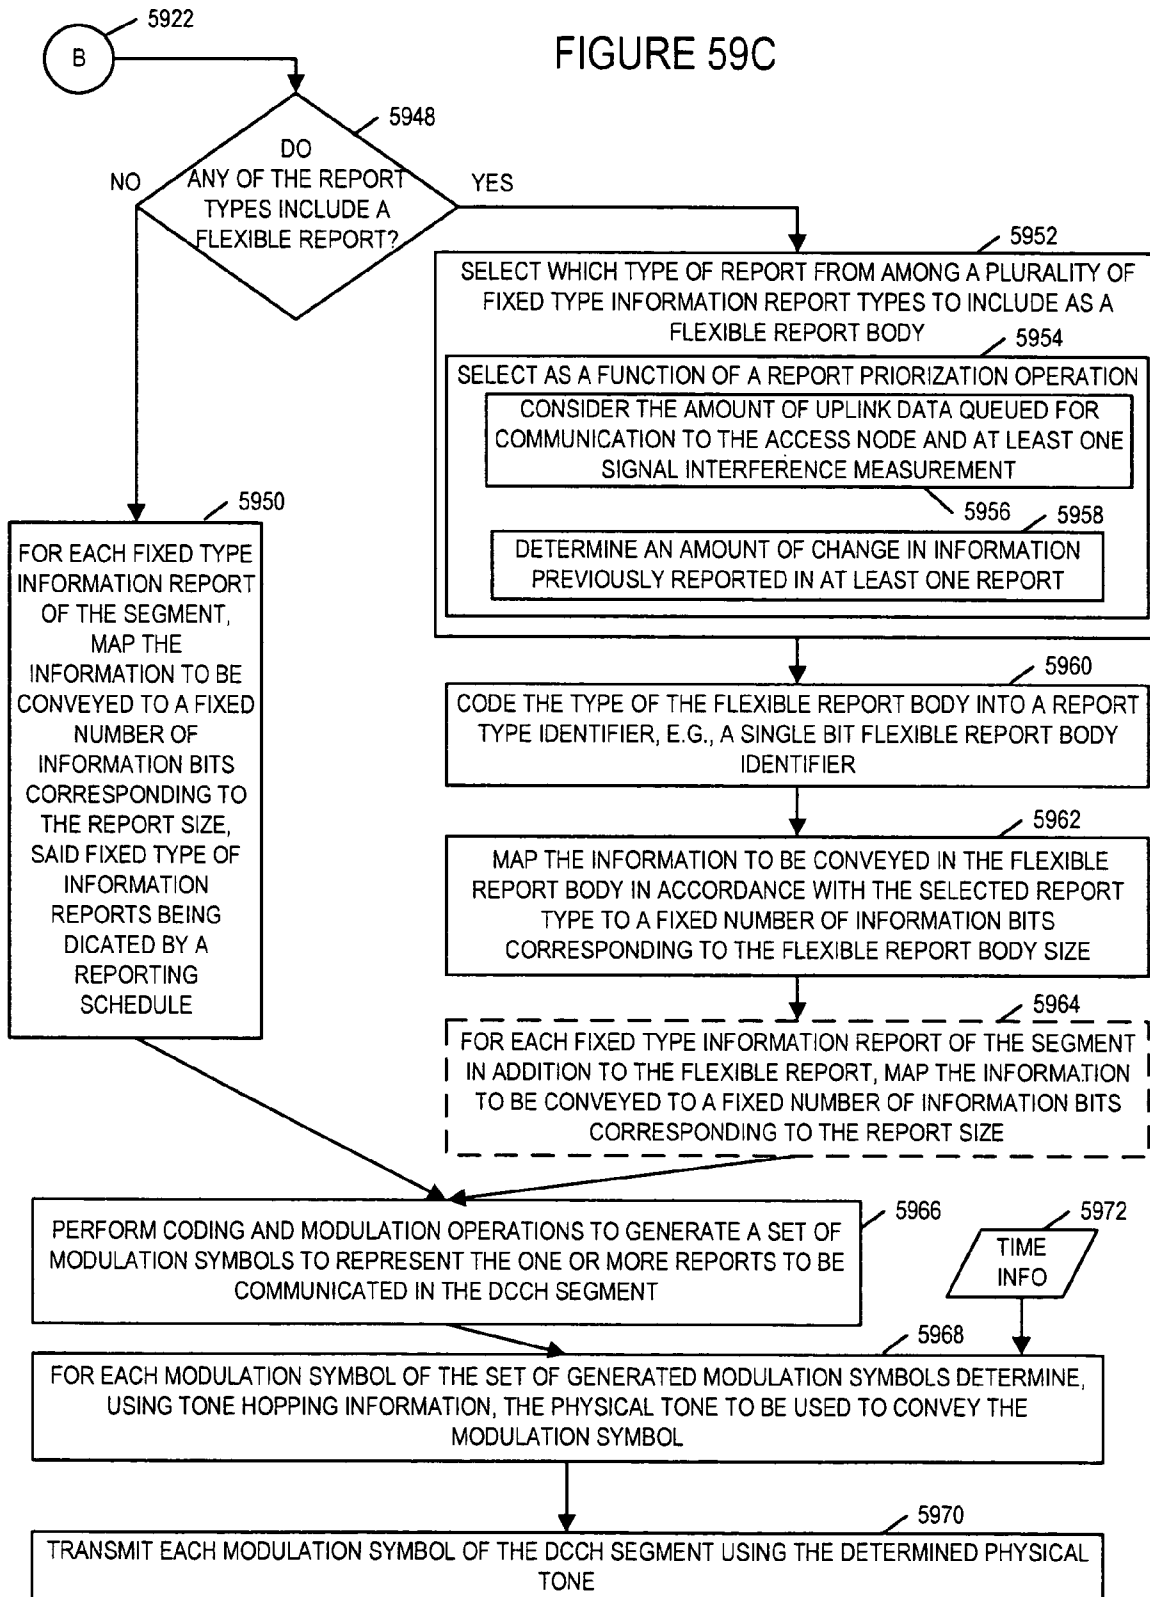 5922
B
FIGURE 59C
5948
DO
ANY OF THE REPORT
TYPES INCLUDE A
FLEXIBLE REPORT?
NO
YES
5952
SELECT WHICH TYPE OF REPORT FROM AMONG A PLURALITY OF
FIXED TYPE INFORMATION REPORT TYPES TO INCLUDE AS A
FLEXIBLE REPORT BODY
5954
SELECT AS A FUNCTION OF A REPORT PRIORIZATION OPERATION
CONSIDER THE AMOUNT OF UPLINK DATA QUEUED FOR
COMMUNICATION TO THE ACCESS NODE AND AT LEAST ONE
SIGNAL INTERFERENCE MEASUREMENT
5956
5958
DETERMINE AN AMOUNT OF CHANGE IN INFORMATION
PREVIOUSLY REPORTED IN AT LEAST ONE REPORT
5950
FOR EACH FIXED TYPE
INFORMATION REPORT
OF THE SEGMENT,
MAP THE
INFORMATION TO BE
CONVEYED TO A FIXED
NUMBER OF
INFORMATION BITS
CORRESPONDING TO
THE REPORT SIZE,
SAID FIXED TYPE OF
INFORMATION
REPORTS BEING
DICATED BY A
REPORTING
SCHEDULE
5960
CODE THE TYPE OF THE FLEXIBLE REPORT BODY INTO A REPORT
TYPE IDENTIFIER, E.G., A SINGLE BIT FLEXIBLE REPORT BODY
IDENTIFIER
5962
MAP THE INFORMATION TO BE CONVEYED IN THE FLEXIBLE
REPORT BODY IN ACCORDANCE WITH THE SELECTED REPORT
TYPE TO A FIXED NUMBER OF INFORMATION BITS
CORRESPONDING TO THE FLEXIBLE REPORT BODY SIZE
5964
FOR EACH FIXED TYPE INFORMATION REPORT OF THE SEGMENT
IN ADDITION TO THE FLEXIBLE REPORT, MAP THE INFORMATION
TO BE CONVEYED TO A FIXED NUMBER OF INFORMATION BITS
CORRESPONDING TO THE REPORT SIZE
5966
PERFORM CODING AND MODULATION OPERATIONS TO GENERATE A SET OF
MODULATION SYMBOLS TO REPRESENT THE ONE OR MORE REPORTS TO BE
COMMUNICATED IN THE DCCH SEGMENT
5972
TIME
INFO
5968
FOR EACH MODULATION SYMBOL OF THE SET OF GENERATED MODULATION SYMBOLS DETERMINE,
USING TONE HOPPING INFORMATION, THE PHYSICAL TONE TO BE USED TO CONVEY THE
MODULATION SYMBOL
5970
TRANSMIT EACH MODULATION SYMBOL OF THE DCCH SEGMENT USING THE DETERMINED PHYSICAL
TONE